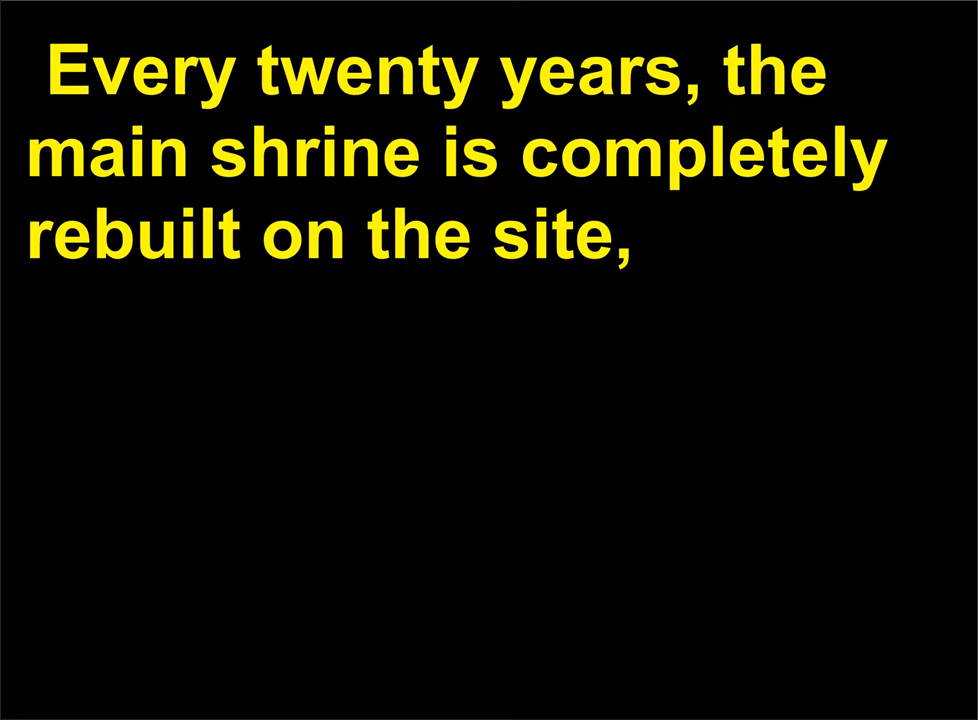 Every twenty years, the
main shrine is completely
rebuilt on the site,